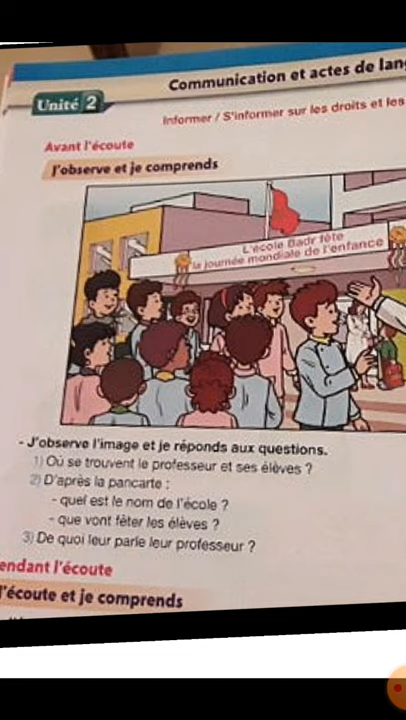 Communication et actes de lan
Unité 2
Informer / S'informer sur les droits et les
Avant l'écoute
J'observe et je comprends
L'école Badr fête
la journée mondiale de l'enfance
- J'observe l'image et je réponds aux questions.
1) Où se trouvent le professeur et ses élèves ?
2) D'après la pancarte :
- quel est le nom de l'école ?
- que vont fêter les élèves ?
3) De quoi leur parle leur professeur ?
endant l'écoute
l'écoute et je comprends